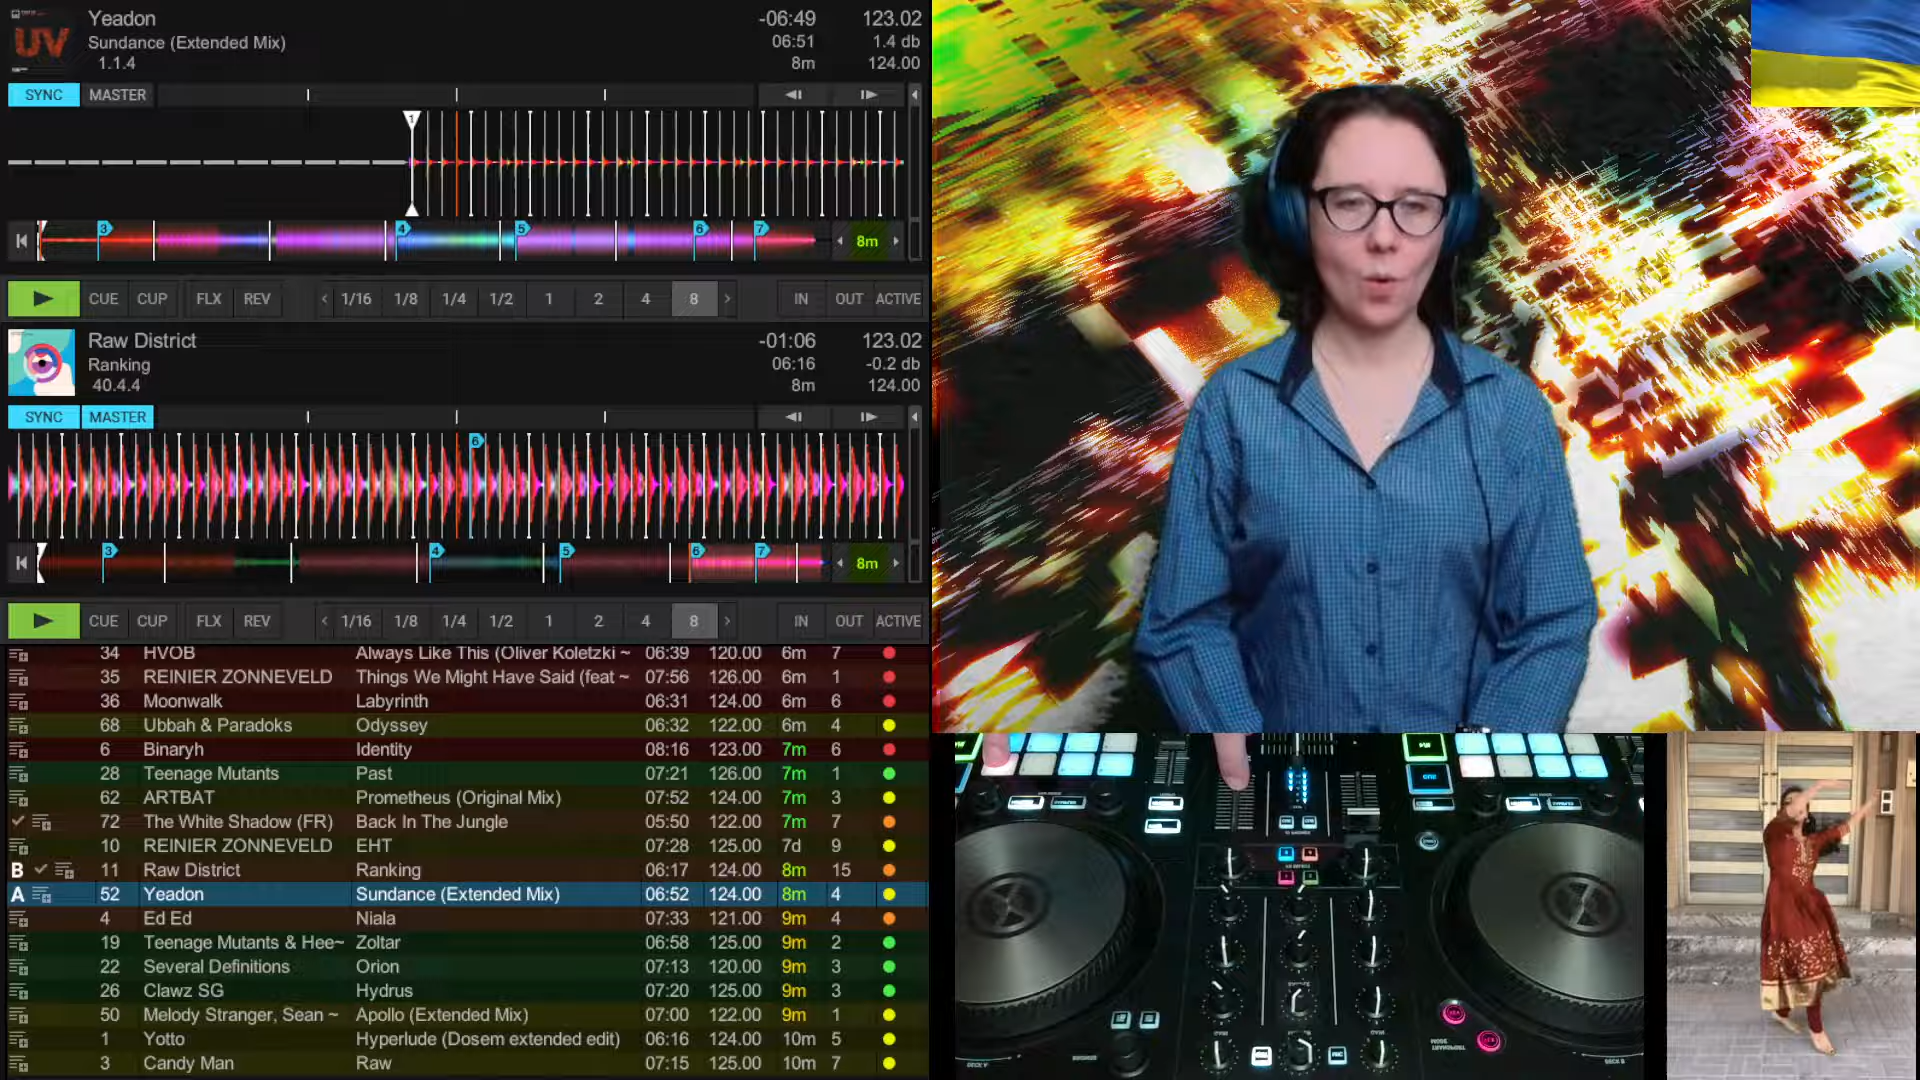 UV
Yeadon -06:49 123.02
Sundance (Extended Mix) 06:51 1.4 db
1.1.4 8m 124.00
SYNC MASTER
1
3 4 5 6 7 8m
CUE CUP FLX REV 1/16 1/8 1/4 1/2 1 2 4 8 IN OUT ACTIVE
Raw District -01:06 123.02
Ranking 06:16 -0.2 db
40.4.4 8m 124.00
SYNC MASTER
6
3 4 5 6 7 8m
CUE CUP FLX REV 1/16 1/8 1/4 1/2 1 2 4 8 IN OUT ACTIVE
34 HVOB Always Like This (Oliver Koletzki ~ 06:39 120.00 6m 7
35 REINIER ZONNEVELD Things We Might Have Said (feat ~ 07:56 126.00 6m 1
36 Moonwalk Labyrinth 06:31 124.00 6m 6
68 Ubbah & Paradoks Odyssey 06:32 122.00 6m 4
6 Binaryh Identity 08:16 123.00 7m 6
28 Teenage Mutants Past 07:21 126.00 7m 1
62 ARTBAT Prometheus (Original Mix) 07:52 124.00 7m 3
72 The White Shadow (FR) Back In The Jungle 05:50 122.00 7m 7
10 REINIER ZONNEVELD EHT 07:28 125.00 7d 9
B 11 Raw District Ranking 06:17 124.00 8m 15
A 52 Yeadon Sundance (Extended Mix) 06:52 124.00 8m 4
4 Ed Ed Niala 07:33 121.00 9m 4
19 Teenage Mutants & Hee~ Zoltar 06:58 125.00 9m 2
22 Several Definitions Orion 07:13 120.00 9m 3
26 Clawz SG Hydrus 07:20 125.00 9m 3
50 Melody Stranger, Sean ~ Apollo (Extended Mix) 07:00 122.00 9m 1
1 Yotto Hyperlude (Dosem extended edit) 06:16 124.00 10m 5
3 Candy Man Raw 07:15 125.00 10m 7